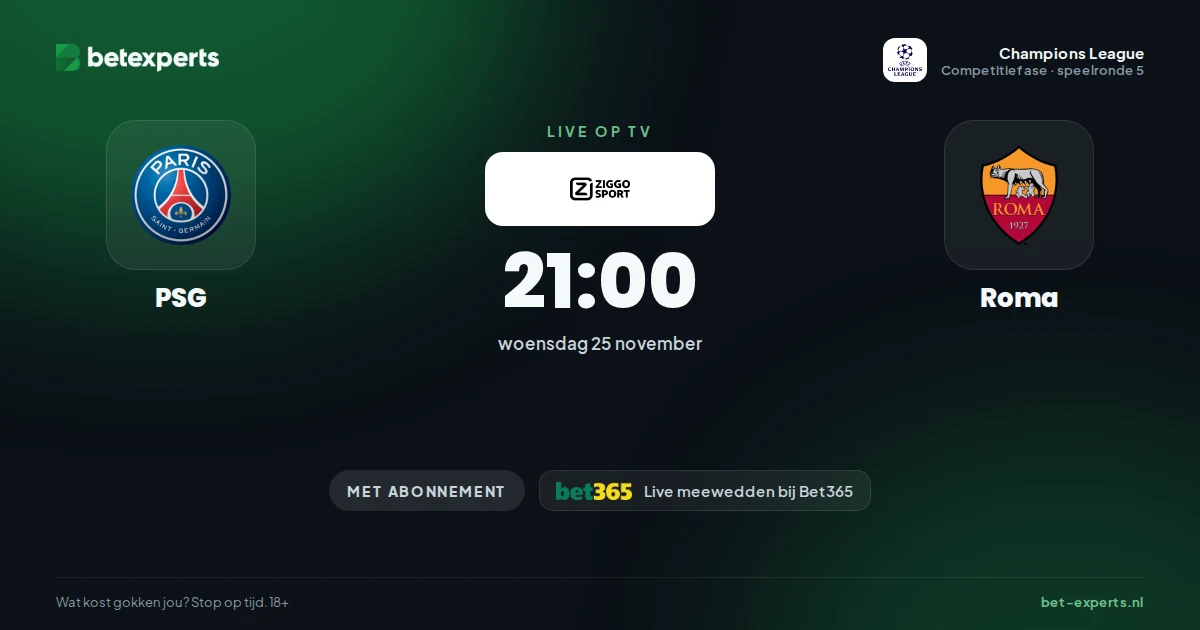 betexperts
CHAMPIONS
LEAGUE
Champions League
Competitiefase · speelronde 5
LIVE OP TV
ZIGGO
SPORT
PARIS
SAINT-GERMAIN
ROMA
1927
21:00
PSG
Roma
woensdag 25 november
MET ABONNEMENT
bet365 Live meewedden bij Bet365
Wat kost gokken jou? Stop op tijd. 18+
bet-experts.nl